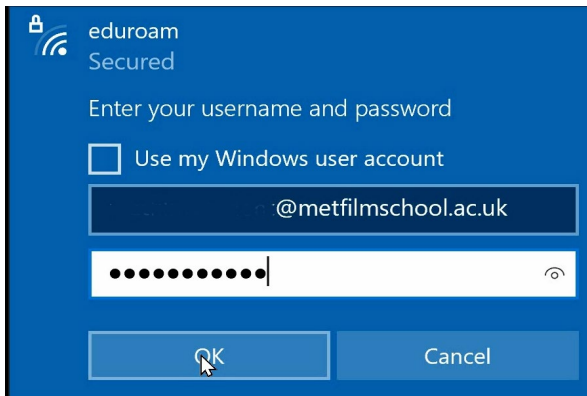 eduroam
Secured
Enter your username and password
Use my Windows user account
@metfilmschool.ac.uk
●●●●●●●●●●●
OK
Cancel